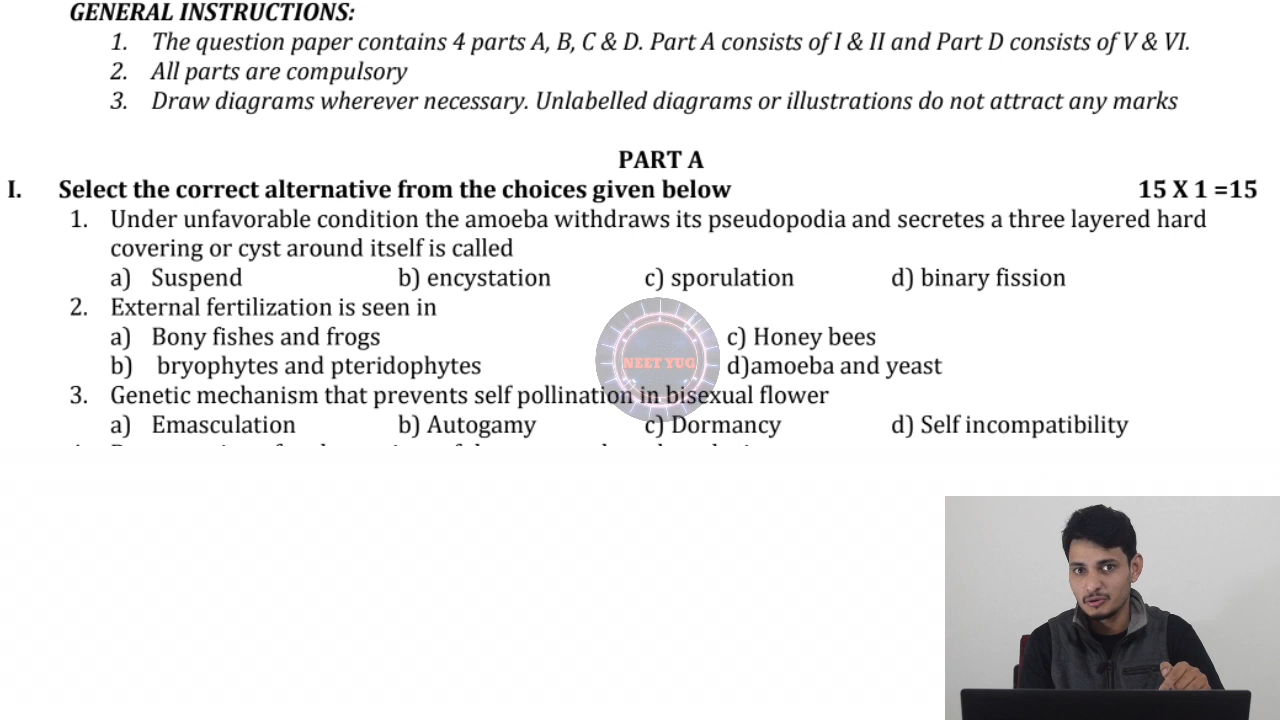 GENERAL INSTRUCTIONS:
1. The question paper contains 4 parts A, B, C & D. Part A consists of I & II and Part D consists of V & VI.
2. All parts are compulsory
3. Draw diagrams wherever necessary. Unlabelled diagrams or illustrations do not attract any marks
PART A
I. Select the correct alternative from the choices given below 15 X 1 =15
1. Under unfavorable condition the amoeba withdraws its pseudopodia and secretes a three layered hard
covering or cyst around itself is called
a) Suspend b) encystation c) sporulation d) binary fission
2. External fertilization is seen in
a) Bony fishes and frogs c) Honey bees
b) bryophytes and pteridophytes d)amoeba and yeast
NEET YUG
3. Genetic mechanism that prevents self pollination in bisexual flower
a) Emasculation b) Autogamy c) Dormancy d) Self incompatibility